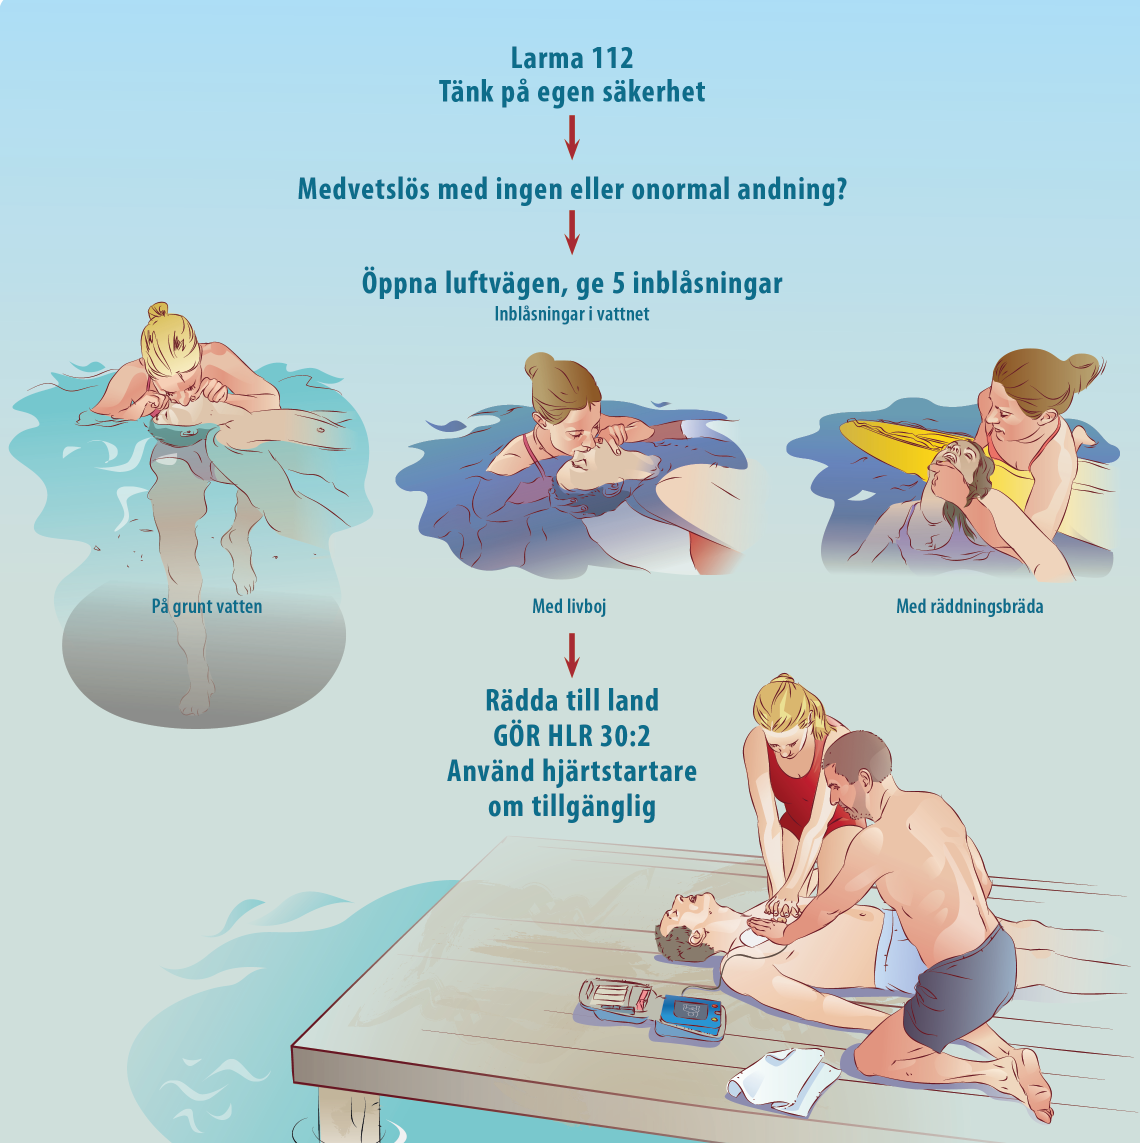 Larma 112
Tänk på egen säkerhet
Medvetslös med ingen eller onormal andning?
Öppna luftvägen, ge 5 inblåsningar
Inblåsningar i vattnet
På grunt vatten
Med livboj
Med räddningsbräda
Rädda till land
GÖR HLR 30:2
Använd hjärtstartare
om tillgänglig